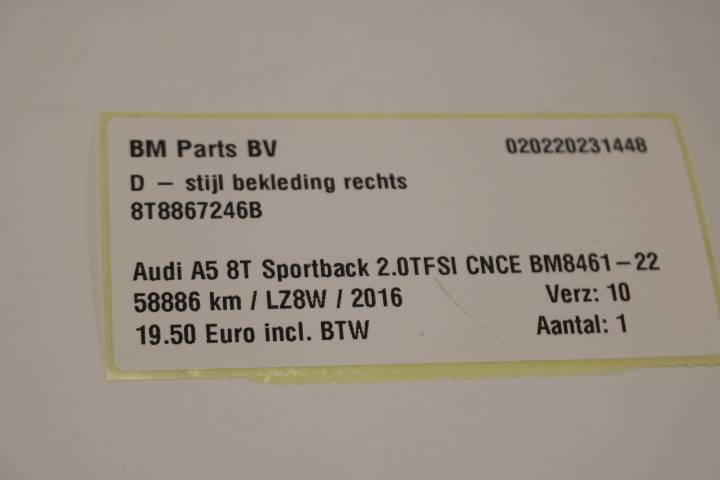 BM Parts BV 020220231448
D – stijl bekleding rechts
8T8867246B
Audi A5 8T Sportback 2.0TFSI CNCE BM8461–22
58886 km / LZ8W / 2016 Verz: 10
19.50 Euro incl. BTW Aantal: 1